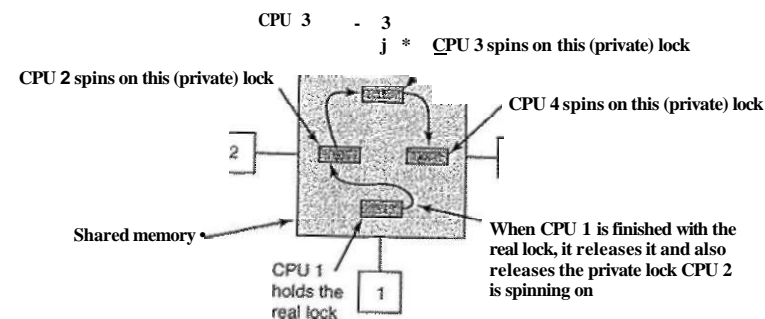 CPU 3 - 3
j * CPU 3 spins on this (private) lock
CPU 2 spins on this (private) lock
CPU 4 spins on this (private) lock
2
Shared memory •
When CPU 1 is finished with the
real lock, it releases it and also
releases the private lock CPU 2
is spinning on
CPU 1
holds the
real lock
1